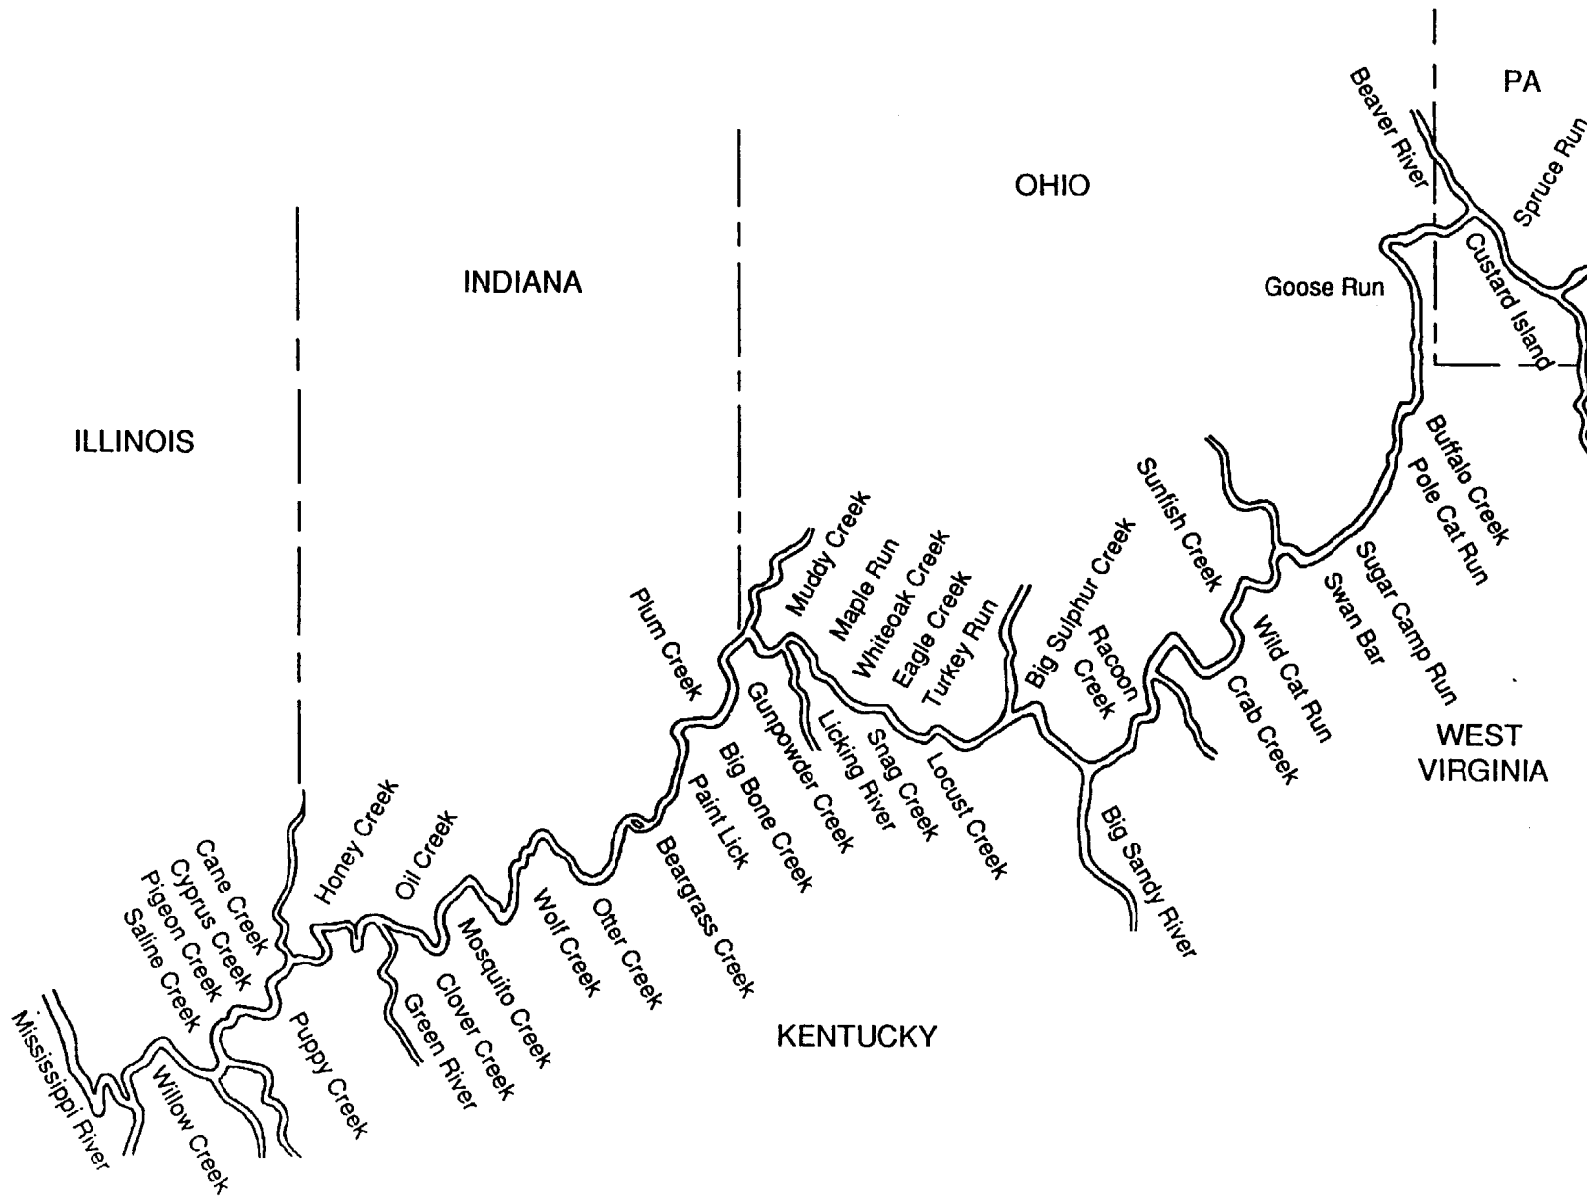 PA
Beaver River
Spruce Run
OHIO
Custard Island
INDIANA
Goose Run
ILLINOIS
Buffalo Creek
Pole Cat Run
Sunfish Creek
Muddy Creek
Maple Run
Whiteoak Creek
Eagle Creek
Turkey Run
Big Sulphur Creek
Racoon
Creek
Sugar Camp Run
Swan Bar
Wild Cat Run
Crab Creek
WEST
VIRGINIA
Plum Creek
Gunpowder Creek
Licking River
Snag Creek
Locust Creek
Big Bone Creek
Paint Lick
Big Sandy River
Honey Creek
Oil Creek
Beargrass Creek
Otter Creek
Wolf Creek
Mosquito Creek
Clover Creek
Green River
Cane Creek
Cyprus Creek
Pigeon Creek
Saline Creek
KENTUCKY
Puppy Creek
Willow Creek
Mississippi River